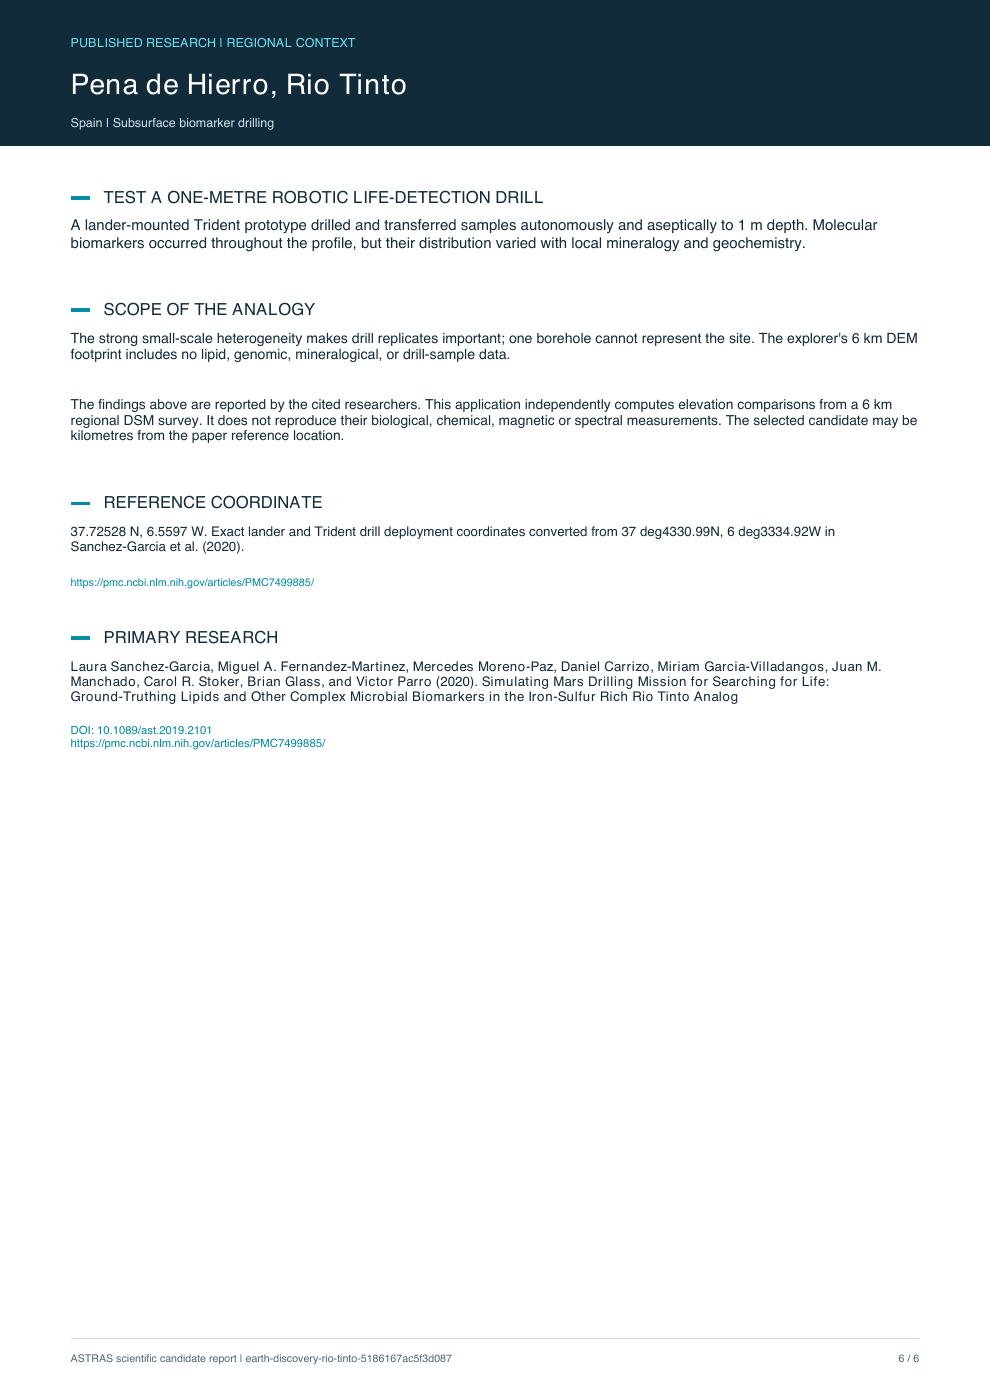 PUBLISHED RESEARCH | REGIONAL CONTEXT
Pena de Hierro, Rio Tinto
Spain | Subsurface biomarker drilling
TEST A ONE-METRE ROBOTIC LIFE-DETECTION DRILL
A lander-mounted Trident prototype drilled and transferred samples autonomously and aseptically to 1 m depth. Molecular
biomarkers occurred throughout the profile, but their distribution varied with local mineralogy and geochemistry.
SCOPE OF THE ANALOGY
The strong small-scale heterogeneity makes drill replicates important; one borehole cannot represent the site. The explorer's 6 km DEM
footprint includes no lipid, genomic, mineralogical, or drill-sample data.
The findings above are reported by the cited researchers. This application independently computes elevation comparisons from a 6 km
regional DSM survey. It does not reproduce their biological, chemical, magnetic or spectral measurements. The selected candidate may be
kilometres from the paper reference location.
REFERENCE COORDINATE
37.72528 N, 6.5597 W. Exact lander and Trident drill deployment coordinates converted from 37 deg4330.99N, 6 deg3334.92W in
Sanchez-Garcia et al. (2020).
https://pmc.ncbi.nlm.nih.gov/articles/PMC7499885/
PRIMARY RESEARCH
Laura Sanchez-Garcia, Miguel A. Fernandez-Martinez, Mercedes Moreno-Paz, Daniel Carrizo, Miriam Garcia-Villadangos, Juan M.
Manchado, Carol R. Stoker, Brian Glass, and Victor Parro (2020). Simulating Mars Drilling Mission for Searching for Life:
Ground-Truthing Lipids and Other Complex Microbial Biomarkers in the Iron-Sulfur Rich Rio Tinto Analog
DOI: 10.1089/ast.2019.2101
https://pmc.ncbi.nlm.nih.gov/articles/PMC7499885/
ASTRAS scientific candidate report | earth-discovery-rio-tinto-5186167ac5f3d087
6 / 6